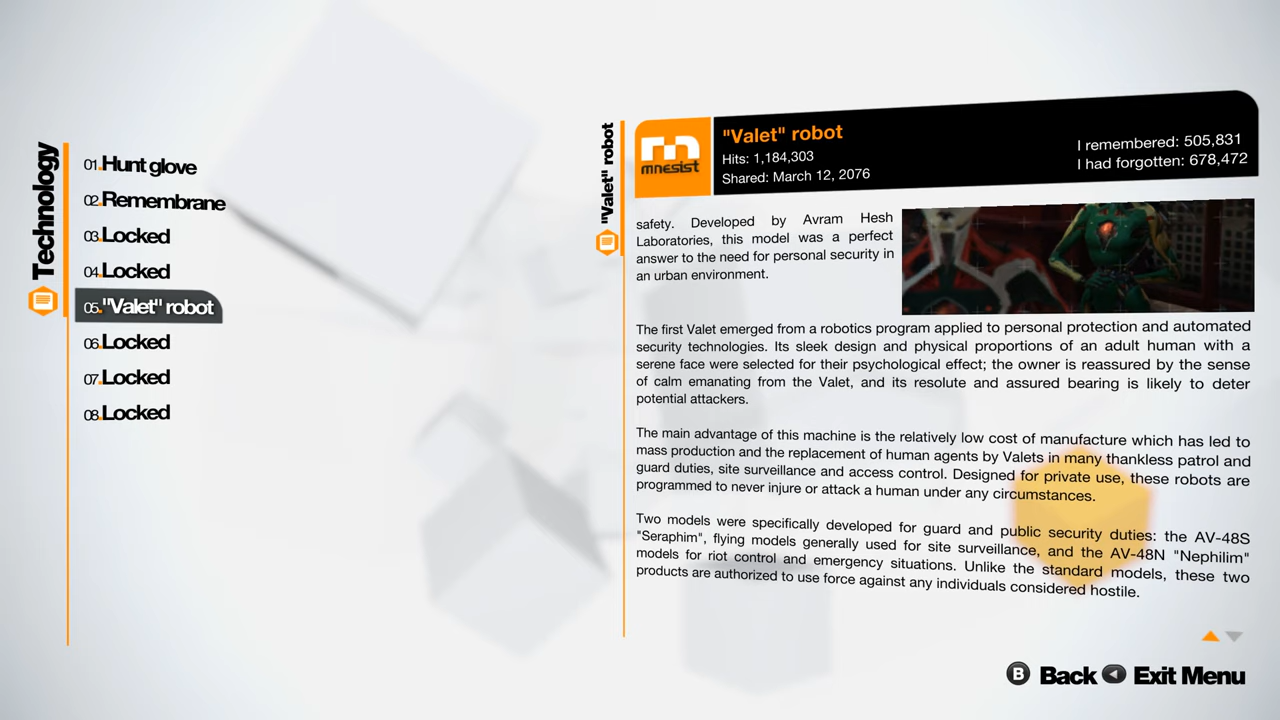 Technology
01.Hunt glove
02.Remembrane
03.Locked
04.Locked
05."Valet" robot
06.Locked
07.Locked
08.Locked
"Valet" robot
mnesist
"Valet" robot
Hits: 1,184,303
Shared: March 12, 2076
I remembered: 505,831
I had forgotten: 678,472
safety. Developed by Avram Hesh
Laboratories, this model was a perfect
answer to the need for personal security in
an urban environment.
The first Valet emerged from a robotics program applied to personal protection and automated
security technologies. Its sleek design and physical proportions of an adult human with a
serene face were selected for their psychological effect; the owner is reassured by the sense
of calm emanating from the Valet, and its resolute and assured bearing is likely to deter
potential attackers.
The main advantage of this machine is the relatively low cost of manufacture which has led to
mass production and the replacement of human agents by Valets in many thankless patrol and
guard duties, site surveillance and access control. Designed for private use, these robots are
programmed to never injure or attack a human under any circumstances.
Two models were specifically developed for guard and public security duties: the AV-48S
"Seraphim", flying models generally used for site surveillance, and the AV-48N "Nephilim"
models for riot control and emergency situations. Unlike the standard models, these two
products are authorized to use force against any individuals considered hostile.
B Back Exit Menu